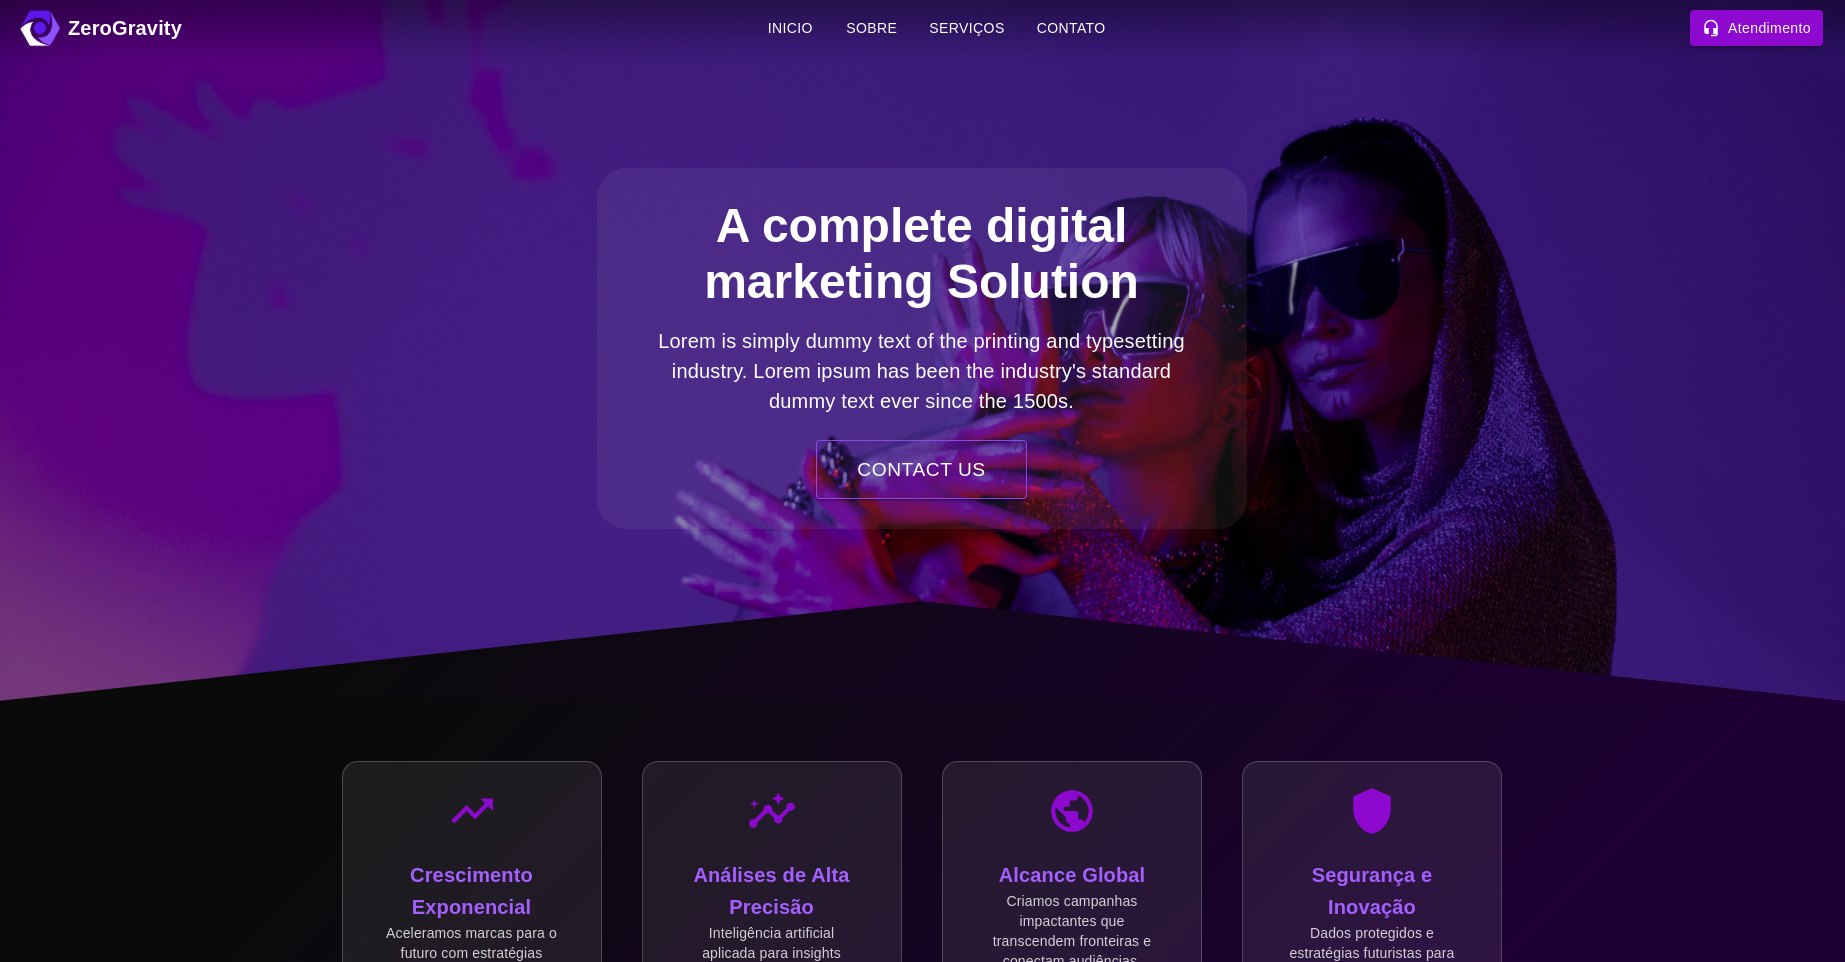 ZeroGravity
INICIO
SOBRE
SERVIÇOS
CONTATO
Atendimento
A complete digital
marketing Solution
Lorem is simply dummy text of the printing and typesetting
industry. Lorem ipsum has been the industry's standard
dummy text ever since the 1500s.
CONTACT US
Crescimento
Exponencial
Aceleramos marcas para o
futuro com estratégias
Análises de Alta
Precisão
Inteligência artificial
aplicada para insights
Alcance Global
Criamos campanhas
impactantes que
transcendem fronteiras e
conectam audiências
Segurança e
Inovação
Dados protegidos e
estratégias futuristas para